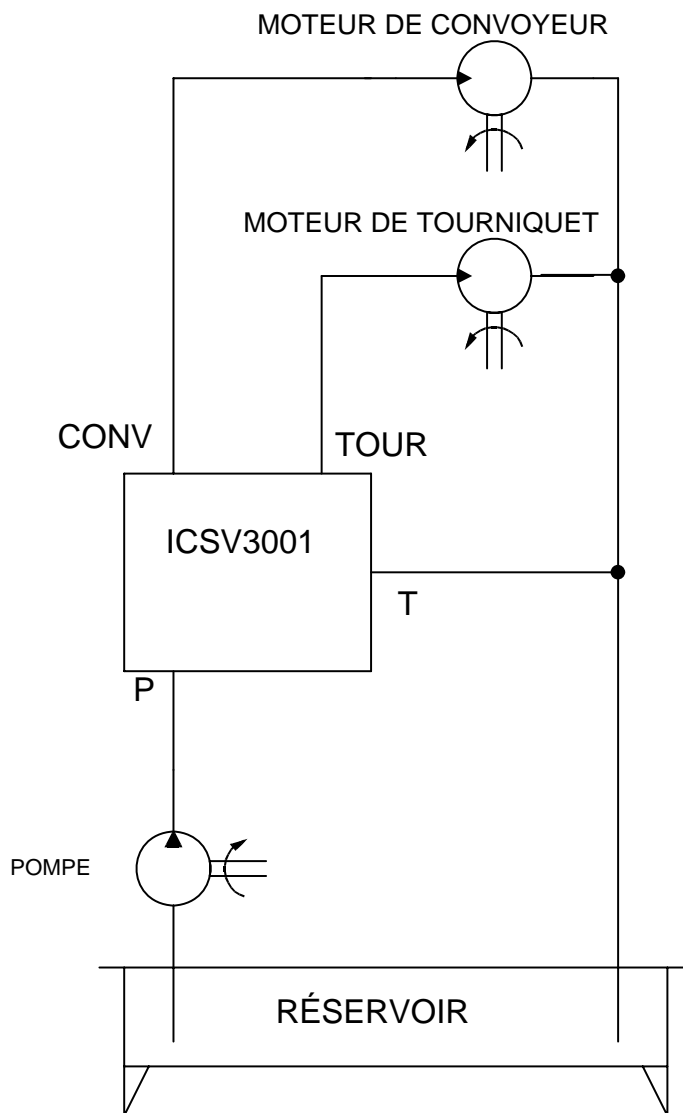 MOTEUR DE CONVOYEUR
MOTEUR DE TOURNIQUET
CONV
TOUR
ICSV3001
T
P
POMPE
RÉSERVOIR